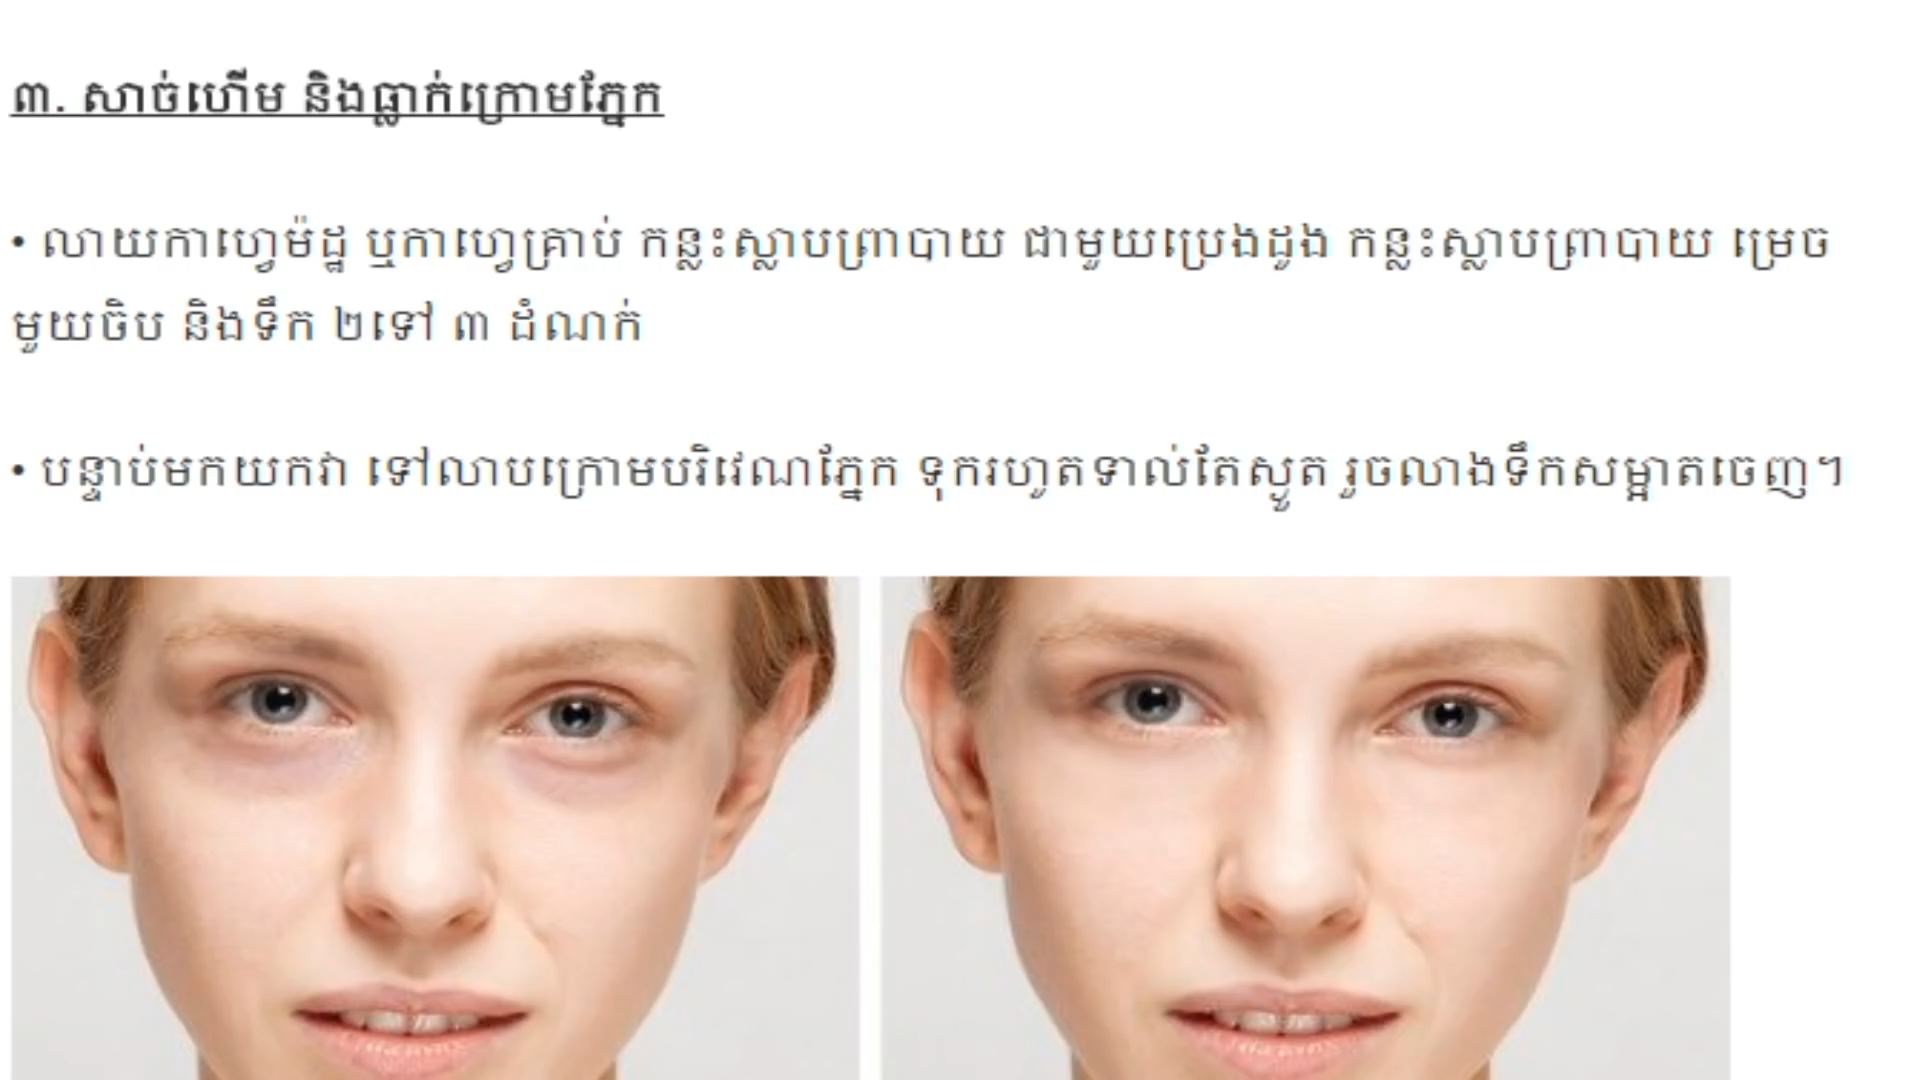 ៣. សាច់ហើម និងធ្លាក់ក្រោមភ្នែក
• លាយកាហ្វេម៉ដ្ឋ ឬកាហ្វេគ្រាប់ កន្លះស្លាបព្រាបាយ ជាមួយប្រេងដូង កន្លះស្លាបព្រាបាយ ម្រេច
មួយចិប និងទឹក ២ទៅ ៣ ដំណក់
• បន្ទាប់មកយកវា ទៅលាបក្រោមបរិវេណភ្នែក ទុករហូតទាល់តែស្ងួត រួចលាងទឹកសម្អាតចេញ។